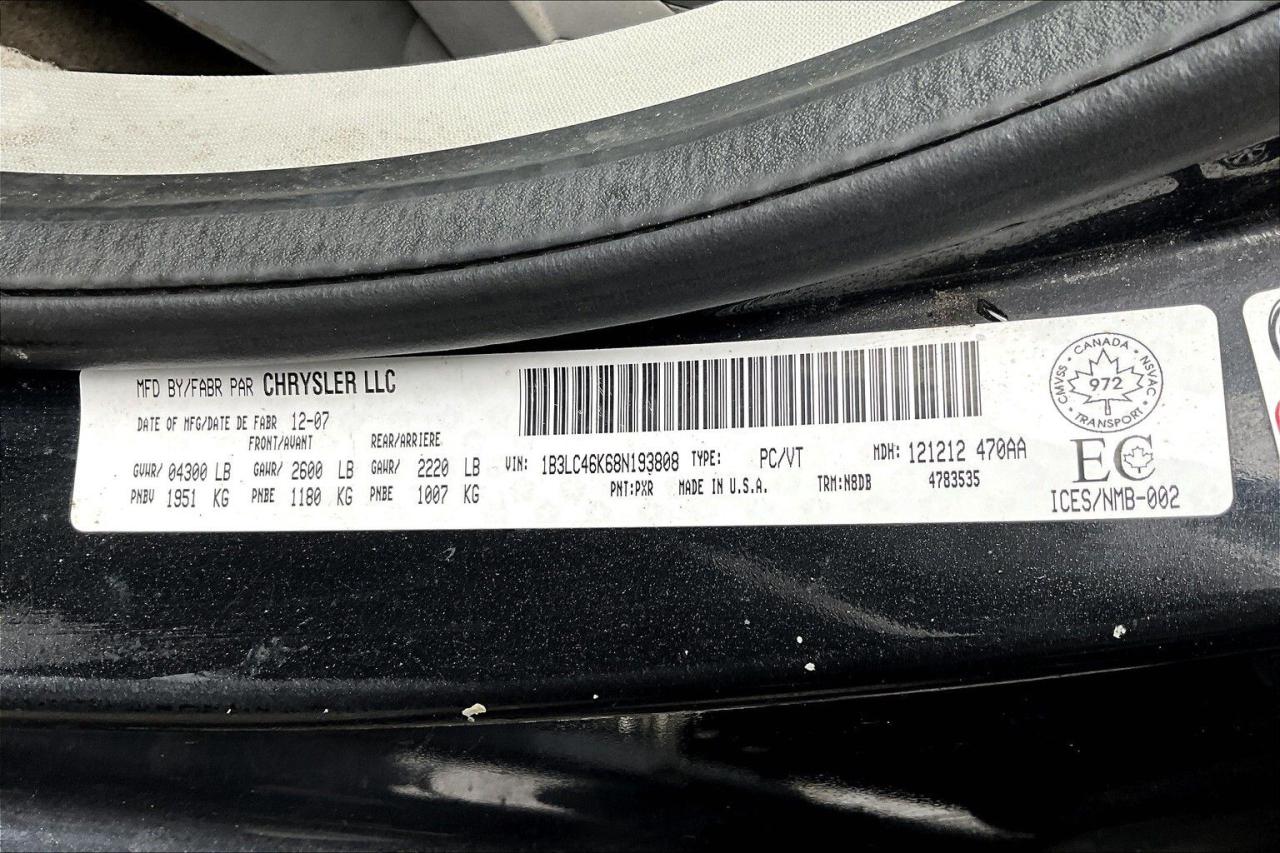 MFD BY/FABR PAR CHRYSLER LLC
DATE OF MFG/DATE DE FABR 12-07
FRONT/AVANT REAR/ARRIERE
GVWR/ 04300 LB GAWR/ 2600 LB GAWR/ 2220 LB
PNBV 1951 KG PNBE 1180 KG PNBE 1007 KG
VIN: 1B3LC46K68N193808 TYPE: PC/VT MDH: 121212 470AA
PNT:PXR MADE IN U.S.A. TRM:NBDB 4783535
CANADA
CMVSS 972 NSVAC
TRANSPORT
EC
ICES/NMB-002